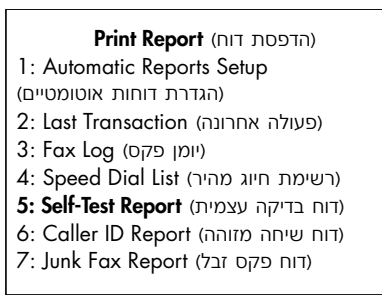 Print Report (הדפסת דוח)
1: Automatic Reports Setup
(הגדרת דוחות אוטומטיים)
2: Last Transaction (פעולה אחרונה)
3: Fax Log (יומן פקס)
4: Speed Dial List (רשימת חיוג מהיר)
5: Self-Test Report (דוח בדיקה עצמית)
6: Caller ID Report (דוח שיחה מזוהה)
7: Junk Fax Report (דוח פקס זבל)